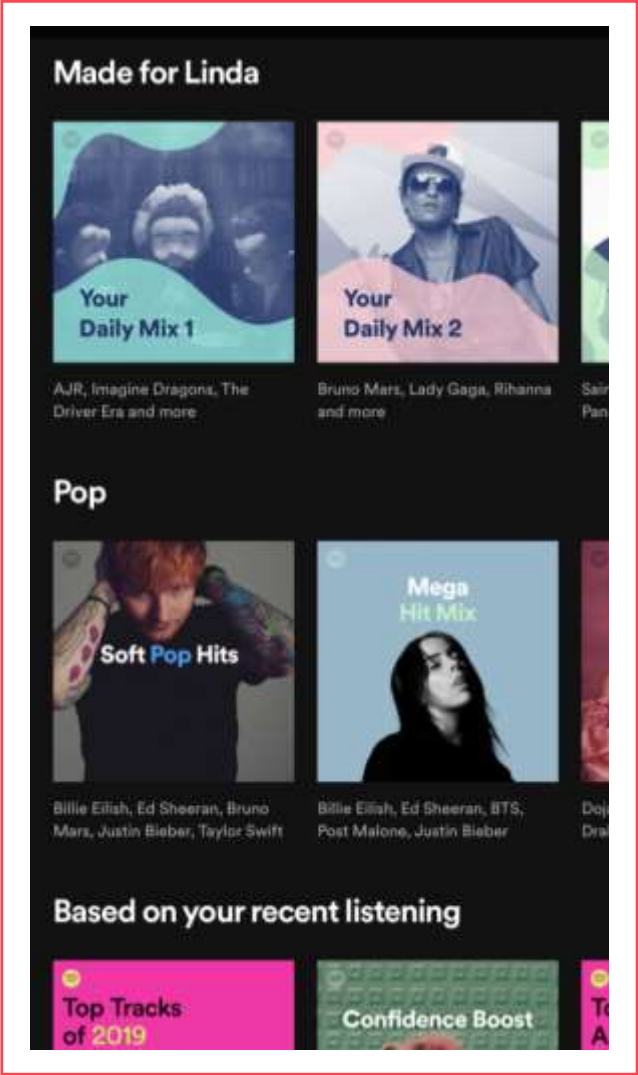 Made for Linda
Your
Daily Mix 1
Your
Daily Mix 2
AJR, Imagine Dragons, The
Driver Era and more
Bruno Mars, Lady Gaga, Rihanna
and more
Pop
Soft Pop Hits
Mega
Hit Mix
Billie Eilish, Ed Sheeran, Bruno
Mars, Justin Bieber, Taylor Swift
Billie Eilish, Ed Sheeran, BTS,
Post Malone, Justin Bieber
Based on your recent listening
Top Tracks
of 2019
Confidence Boost